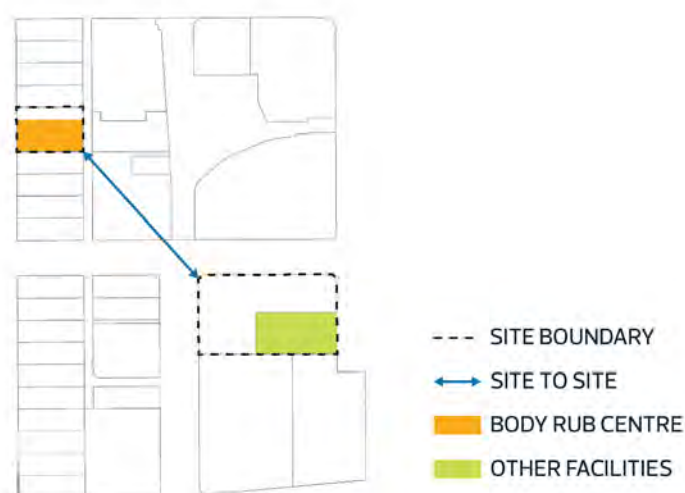 SITE BOUNDARY
SITE TO SITE
BODY RUB CENTRE
OTHER FACILITIES